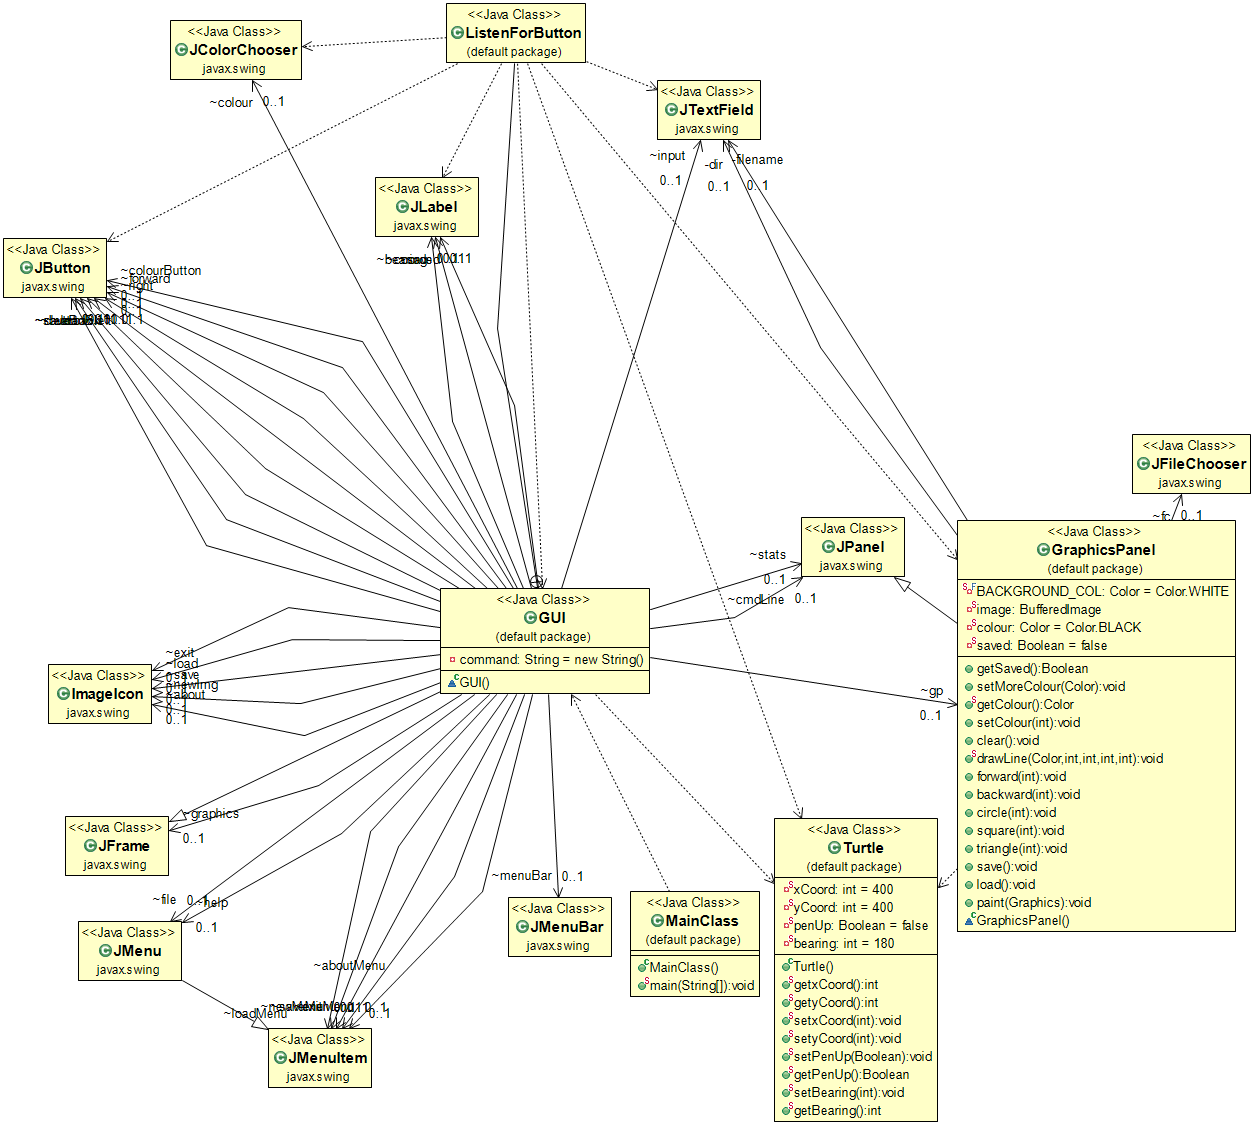 <<Java Class>>
ListenForButton
(default package)
<<Java Class>>
JColorChooser
javax.swing
~colour 0..1
<<Java Class>>
JTextField
javax.swing
~input
0..1
-dir
0..1
-filename
0..1
<<Java Class>>
JLabel
javax.swing
<<Java Class>>
JButton
javax.swing
~colourButton
~forward
~right
0..1
0..1
0..1
<<Java Class>>
JFileChooser
javax.swing
~fc 0..1
<<Java Class>>
JPanel
javax.swing
~stats
0..1
~cmdLine 0..1
<<Java Class>>
GraphicsPanel
(default package)
BACKGROUND_COL: Color = Color.WHITE
image: BufferedImage
colour: Color = Color.BLACK
saved: Boolean = false
getSaved():Boolean
setMoreColour(Color):void
getColour():Color
setColour(int):void
clear():void
drawLine(Color,int,int,int,int):void
forward(int):void
backward(int):void
circle(int):void
square(int):void
triangle(int):void
save():void
load():void
paint(Graphics):void
GraphicsPanel()
<<Java Class>>
GUI
(default package)
command: String = new String()
GUI()
~gp
0..1
~exit
~load
~save
~newImg
~about
0..1
0..1
<<Java Class>>
ImageIcon
javax.swing
~graphics
0..1
<<Java Class>>
JFrame
javax.swing
~file 0..1
~help
0..1
<<Java Class>>
JMenu
javax.swing
~menuBar 0..1
<<Java Class>>
JMenuBar
javax.swing
<<Java Class>>
MainClass
(default package)
MainClass()
main(String[]):void
<<Java Class>>
Turtle
(default package)
xCoord: int = 400
yCoord: int = 400
penUp: Boolean = false
bearing: int = 180
Turtle()
getxCoord():int
getyCoord():int
setxCoord(int):void
setyCoord(int):void
setPenUp(Boolean):void
getPenUp():Boolean
setBearing(int):void
getBearing():int
~aboutMenu
0..1
0..1
~loadMenu
<<Java Class>>
JMenuItem
javax.swing